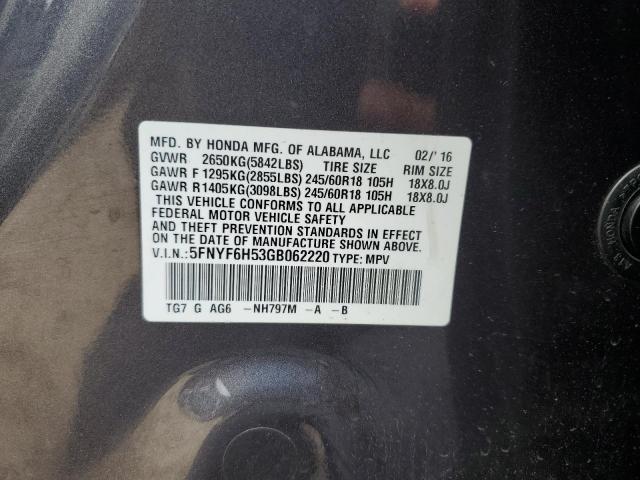 MFD. BY HONDA MFG. OF ALABAMA, LLC 02/'16
GVWR 2650KG(5842LBS) TIRE SIZE RIM SIZE
GAWR F 1295KG(2855LBS) 245/60R18 105H 18X8.0J
GAWR R1405KG(3098LBS) 245/60R18 105H 18X8.0J
THIS VEHICLE CONFORMS TO ALL APPLICABLE
FEDERAL MOTOR VEHICLE SAFETY
AND THEFT PREVENTION STANDARDS IN EFFECT
ON THE DATE OF MANUFACTURE SHOWN ABOVE.
V.I.N.:5FNYF6H53GB062220 TYPE: MPV
TG7 G AG6 -NH797M -A -B
HONDA